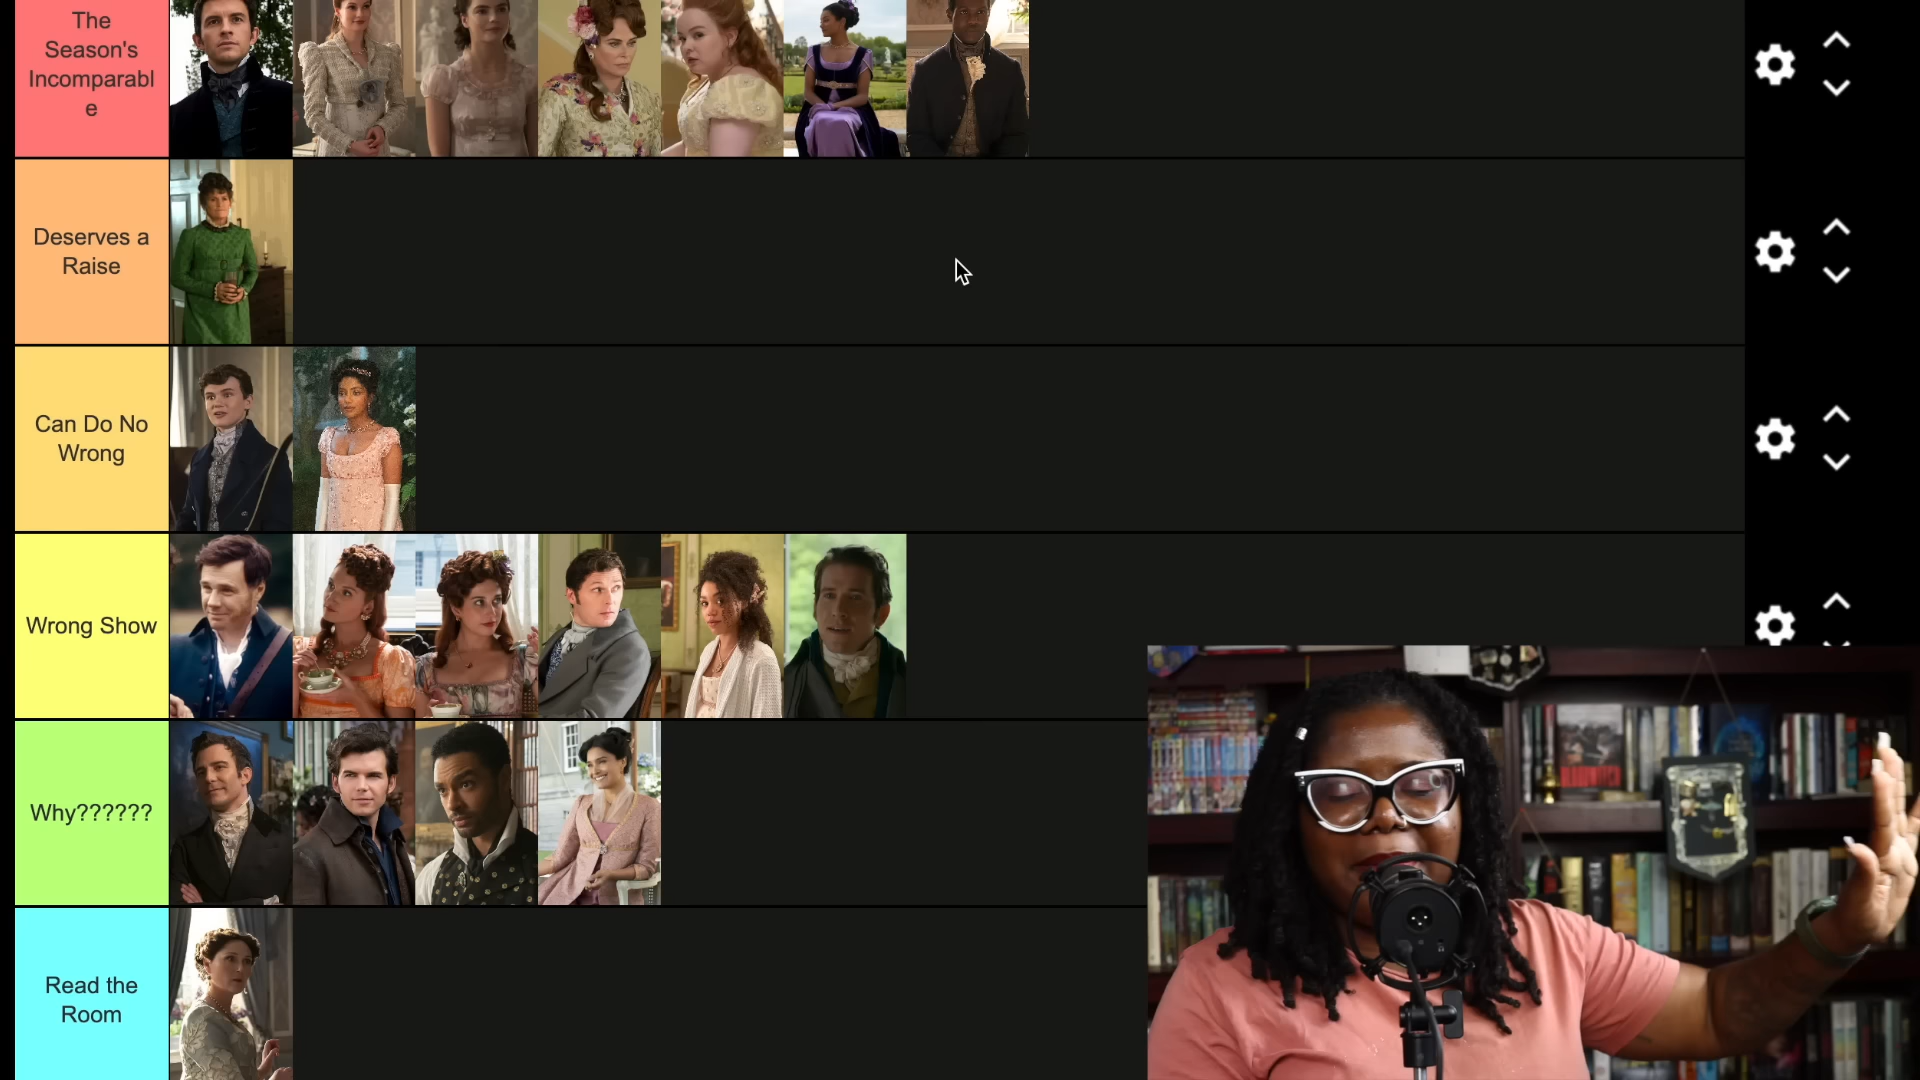 The
Season's
Incomparabl
e
Deserves a
Raise
Can Do No
Wrong
Wrong Show
Why??????
Read the
Room